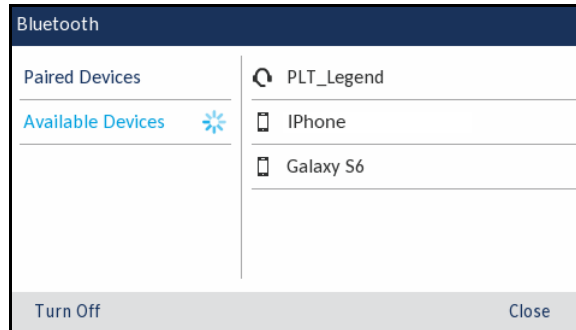 Bluetooth
Paired Devices
Available Devices
PLT_Legend
IPhone
Galaxy S6
Turn Off
Close